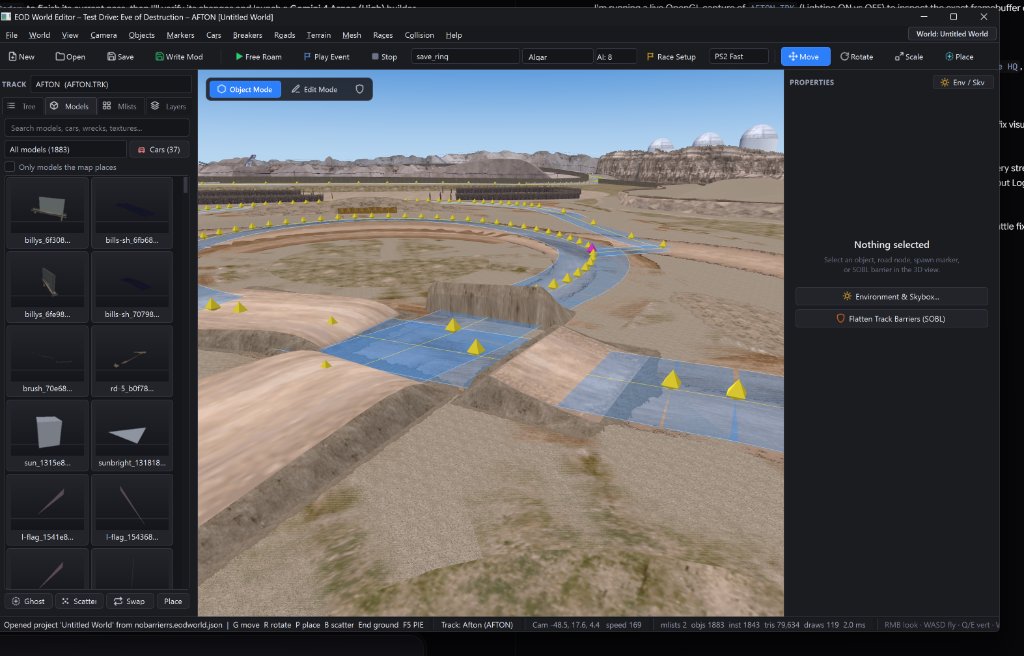 EOD World Editor – Test Drive: Eve of Destruction – AFTON [Untitled World]
File World View Camera Objects Markers Cars Breakers Roads Terrain Mesh Races Collision Help
World: Untitled World
New Open Save Write Mod Free Roam Play Event Stop save_ring Alqar AI: 8 Race Setup PS2 Fast Move Rotate Scale Place
TRACK AFTON (AFTON.TRK)
Tree Models Mlists Layers
Search models, cars, wrecks, textures...
All models (1883) Cars (37)
Only models the map places
billys_6f308... bills-sh_6fb68...
billys_6fe98... bills-sh_70798...
brush_70e68... rd-5_b0f78...
sun_1315e8... sunbright_131818...
l-flag_1541e8... l-flag_154368...
Ghost Scatter Swap Place
Object Mode Edit Mode
PROPERTIES Env / Sky
Nothing selected
Select an object, road node, spawn marker,
or SOBL barrier in the 3D view.
Environment & Skybox...
Flatten Track Barriers (SOBL)
Opened project 'Untitled World' from nobarrierrs.eodworld.json | G move R rotate P place B scatter End ground F5 PIE Track: Afton (AFTON) Cam -48.5, 17.6, 4.4 speed 169 mlists 2 objs 1883 inst 1843 tris 79,634 draws 119 2.0 ms RMB look · WASD fly · Q/E vert ·